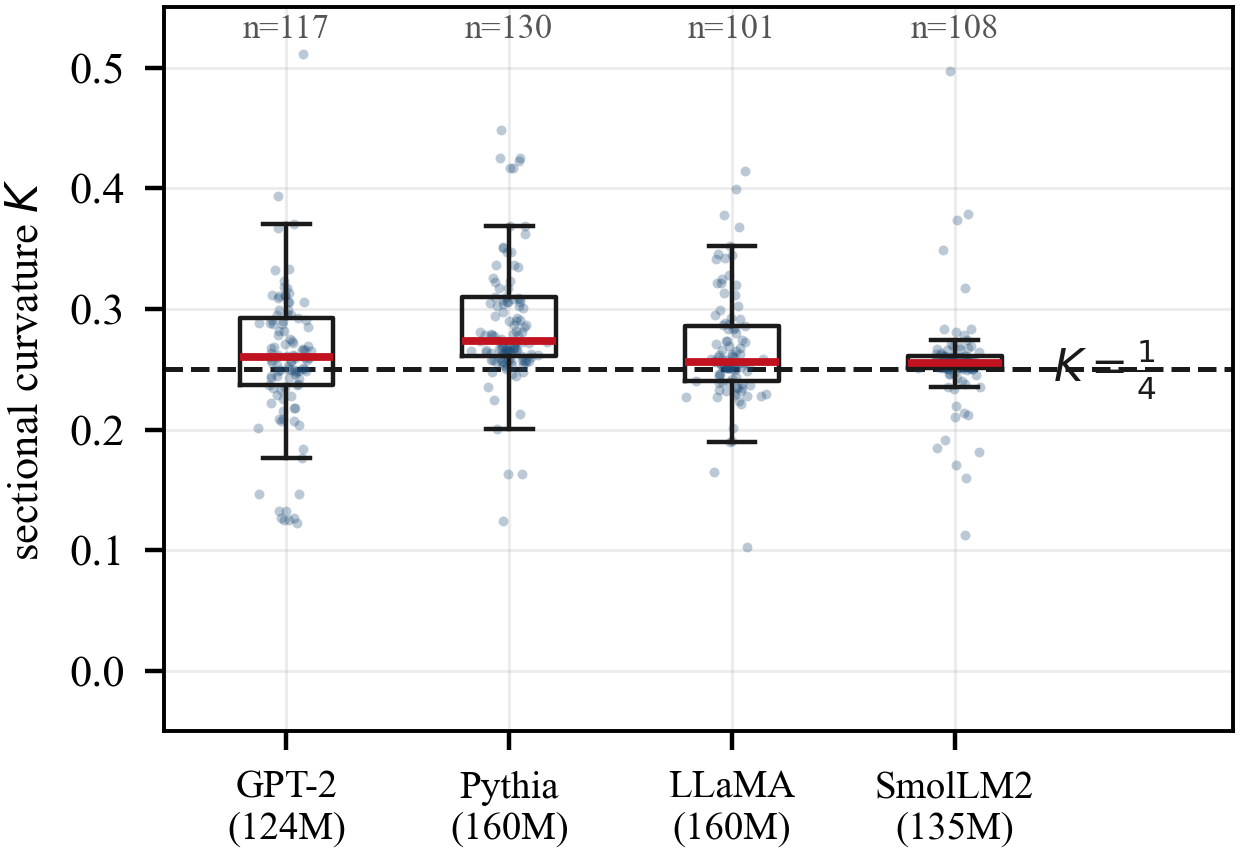 n=117 n=130 n=101 n=108
0.5
0.4
0.3
0.2
0.1
0.0
sectional curvature K
K = 1/4
GPT-2 Pythia LLaMA SmolLM2
(124M) (160M) (160M) (135M)